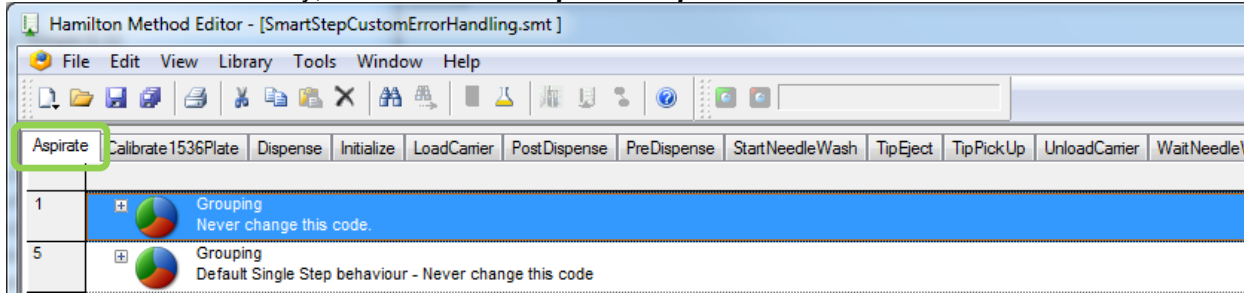 Hamilton Method Editor - [SmartStepCustomErrorHandling.smt ]
File Edit View Library Tools Window Help
Aspirate Calibrate1536Plate Dispense Initialize LoadCarrier PostDispense PreDispense StartNeedleWash TipEject TipPickUp UnloadCarrier WaitNeedle
1 Grouping
Never change this code.
5 Grouping
Default Single Step behaviour - Never change this code